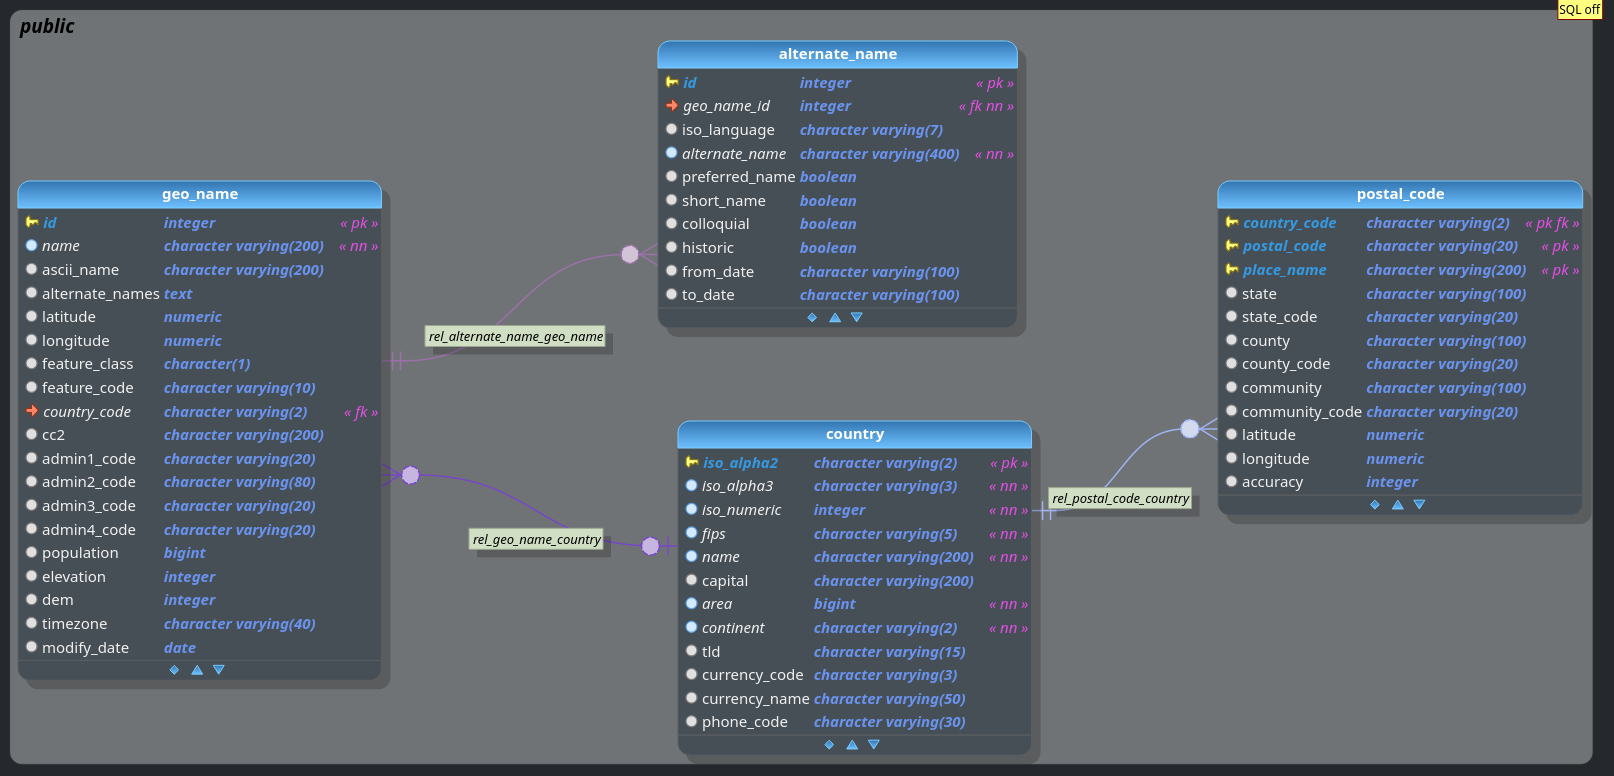 SQL off
public
alternate_name
id integer « pk »
geo_name_id integer « fk nn »
iso_language character varying(7)
alternate_name character varying(400) « nn »
preferred_name boolean
short_name boolean
colloquial boolean
historic boolean
from_date character varying(100)
to_date character varying(100)
geo_name
id integer « pk »
name character varying(200) « nn »
ascii_name character varying(200)
alternate_names text
latitude numeric
longitude numeric
feature_class character(1)
feature_code character varying(10)
country_code character varying(2) « fk »
cc2 character varying(200)
admin1_code character varying(20)
admin2_code character varying(80)
admin3_code character varying(20)
admin4_code character varying(20)
population bigint
elevation integer
dem integer
timezone character varying(40)
modify_date date
rel_alternate_name_geo_name
rel_geo_name_country
country
iso_alpha2 character varying(2) « pk »
iso_alpha3 character varying(3) « nn »
iso_numeric integer « nn »
fips character varying(5) « nn »
name character varying(200) « nn »
capital character varying(200)
area bigint « nn »
continent character varying(2) « nn »
tld character varying(15)
currency_code character varying(3)
currency_name character varying(50)
phone_code character varying(30)
rel_postal_code_country
postal_code
country_code character varying(2) « pk fk »
postal_code character varying(20) « pk »
place_name character varying(200) « pk »
state character varying(100)
state_code character varying(20)
county character varying(100)
county_code character varying(20)
community character varying(100)
community_code character varying(20)
latitude numeric
longitude numeric
accuracy integer